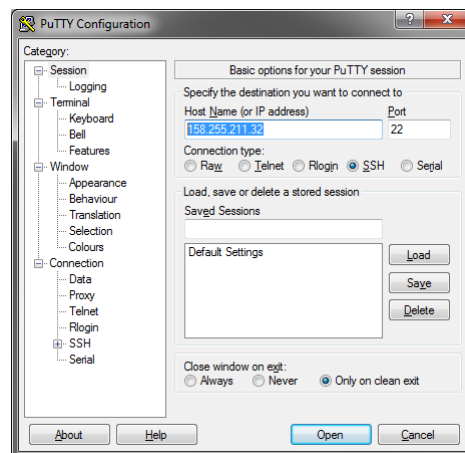 PuTTY Configuration
Category:
Session
Logging
Terminal
Keyboard
Bell
Features
Window
Appearance
Behaviour
Translation
Selection
Colours
Connection
Data
Proxy
Telnet
Rlogin
SSH
Serial
Basic options for your PuTTY session
Specify the destination you want to connect to
Host Name (or IP address) Port
158.255.211.32 22
Connection type:
Raw Telnet Rlogin SSH Serial
Load, save or delete a stored session
Saved Sessions
Default Settings
Load
Save
Delete
Close window on exit:
Always Never Only on clean exit
About Help Open Cancel